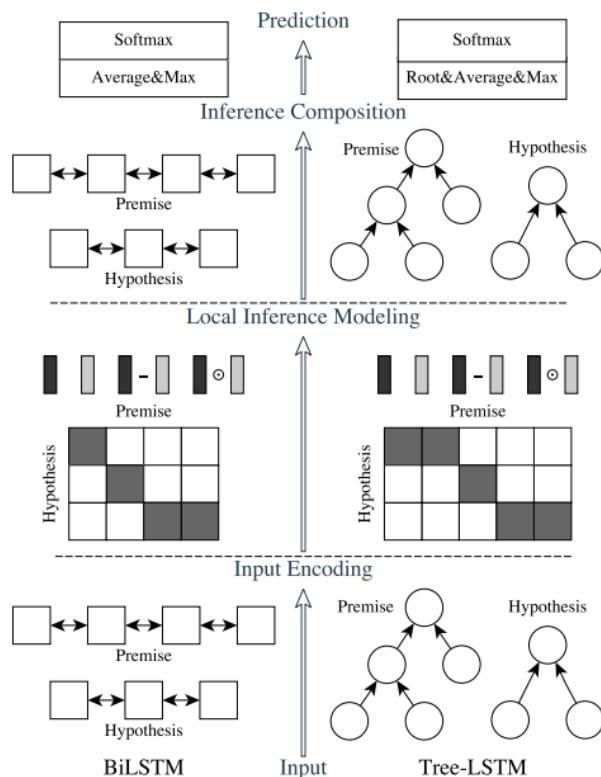 Prediction
Softmax
Average&Max
Softmax
Root&Average&Max
Inference Composition
Premise
Hypothesis
Premise
Hypothesis
Local Inference Modeling
–
⊙
–
⊙
Premise
Premise
Hypothesis
Hypothesis
Input Encoding
Premise
Hypothesis
Premise
Hypothesis
BiLSTM
Input
Tree-LSTM